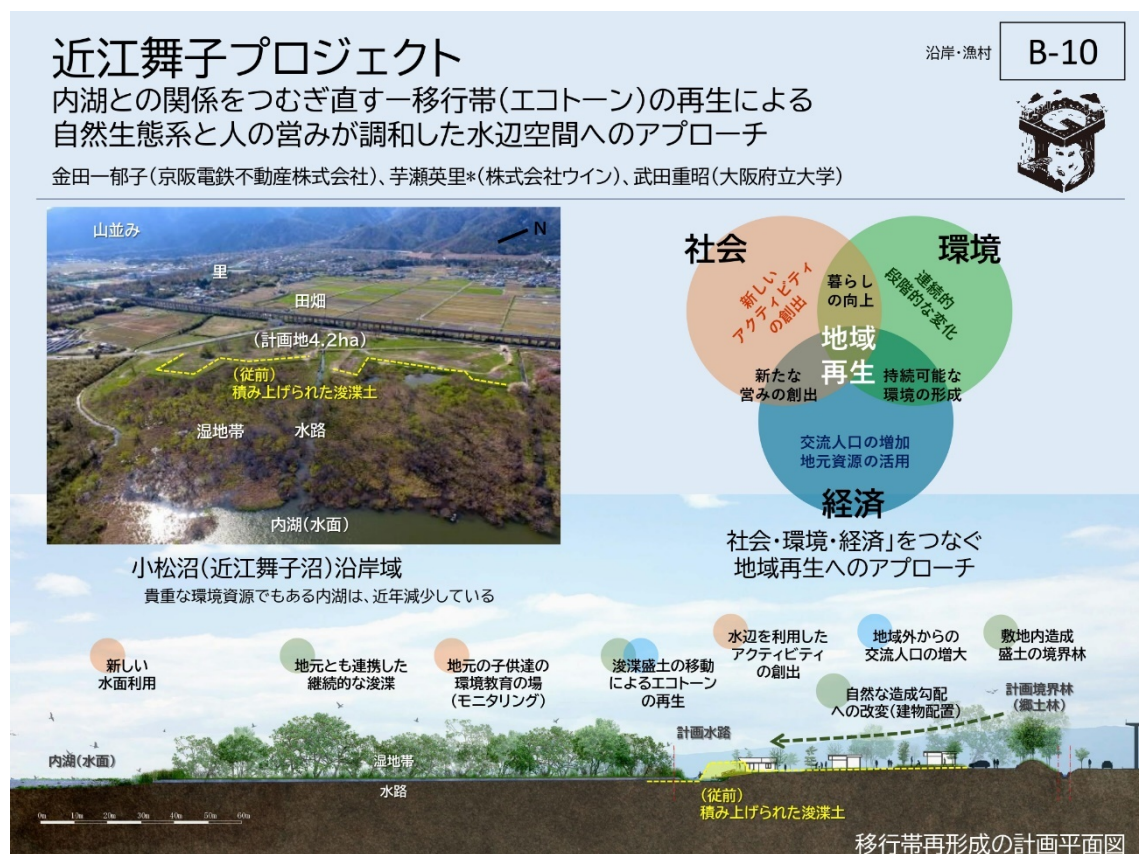 近江舞子プロジェクト
内湖との関係をつむぎ直すー移行帯(エコトーン)の再生による
自然生態系と人の営みが調和した水辺空間へのアプローチ
金田一郁子(京阪電鉄不動産株式会社)、芋瀬英里*(株式会社ウイン)、武田重昭(大阪府立大学)
沿岸・漁村
B-10
山並み
N
里
田畑
(計画地4.2ha)
(従前)
積み上げられた浚渫土
湿地帯
水路
内湖(水面)
小松沼(近江舞子沼)沿岸域
貴重な環境資源でもある内湖は、近年減少している
社会
環境
新しい
アクティビティ
の創出
暮らし
の向上
連続的
段階的な変化
地域
再生
新たな
営みの創出
持続可能な
環境の形成
交流人口の増加
地元資源の活用
経済
社会・環境・経済」をつなぐ
地域再生へのアプローチ
新しい
水面利用
地元とも連携した
継続的な浚渫
地元の子供達の
環境教育の場
(モニタリング)
浚渫盛土の移動
によるエコトーン
の再生
水辺を利用した
アクティビティ
の創出
地域外からの
交流人口の増大
敷地内造成
盛土の境界林
自然な造成勾配
への改変(建物配置)
計画境界林
(郷土林)
計画水路
内湖(水面)
湿地帯
水路
(従前)
積み上げられた浚渫土
0m 10m 20m 30m 40m 50m 60m
移行帯再形成の計画平面図